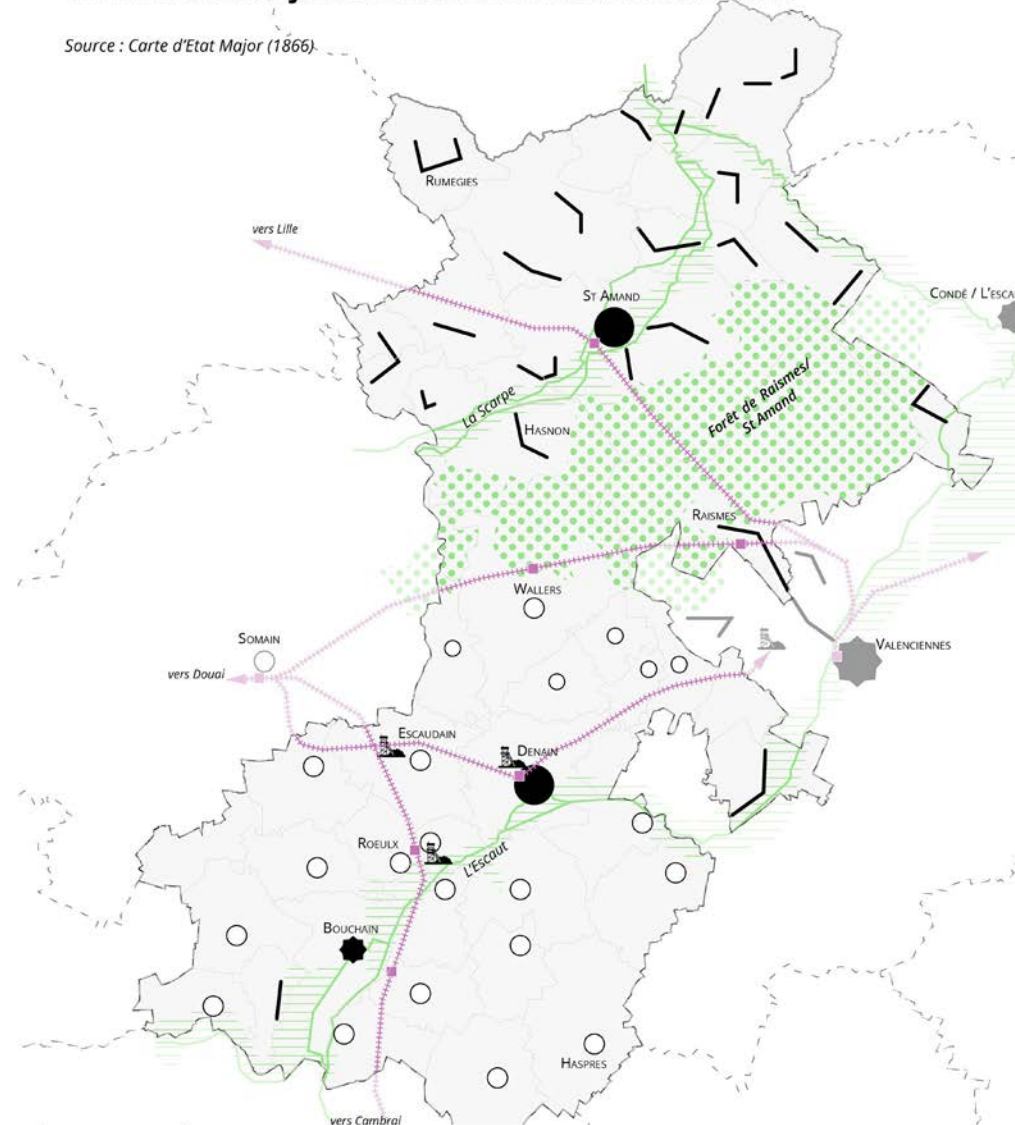 Source : Carte d'Etat Major (1866)
RUMEGIES
vers Lille
CONDÉ / L'ESCA
ST AMAND
Forêt de Raismes/
St Amand
La Scarpe
HASNON
RAISMES
WALLERS
SOMAIN
VALENCIENNES
vers Douai
ESCAUDAIN
DENAIN
ROEULX
L'Escaut
BOUCHAIN
HASPRES
vers Cambrai